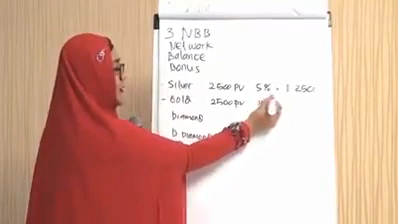 3 NBB
Network
Balance
Bonus
Silver 2500 PV 5% = 1 250
- Gold 2500 PV
Diamond
D. Diamond